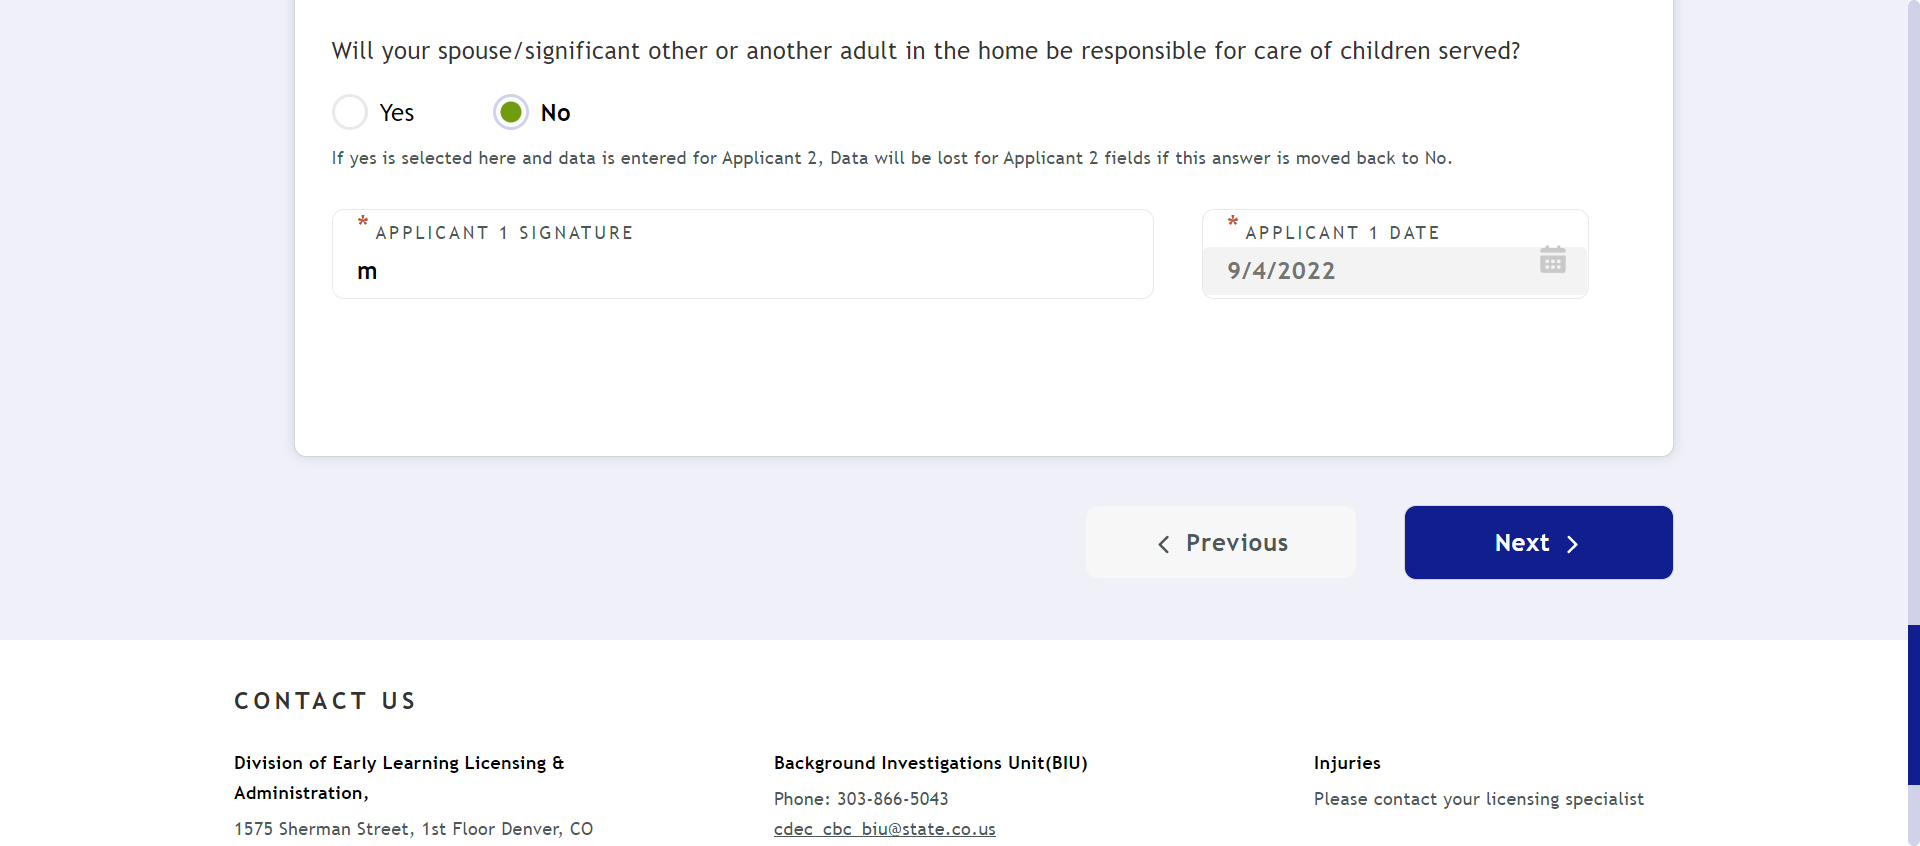 Will your spouse/significant other or another adult in the home be responsible for care of children served?
Yes No
If yes is selected here and data is entered for Applicant 2, Data will be lost for Applicant 2 fields if this answer is moved back to No.
* APPLICANT 1 SIGNATURE * APPLICANT 1 DATE
m 9/4/2022
Previous Next
CONTACT US
Division of Early Learning Licensing &
Administration,
1575 Sherman Street, 1st Floor Denver, CO
Background Investigations Unit(BIU)
Phone: 303-866-5043
cdec_cbc_biu@state.co.us
Injuries
Please contact your licensing specialist